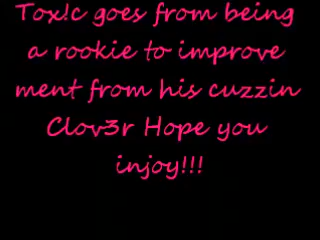 Tox!c goes from being
a rookie to improve
ment from his cuzzin
Clov3r Hope you
injoy!!!